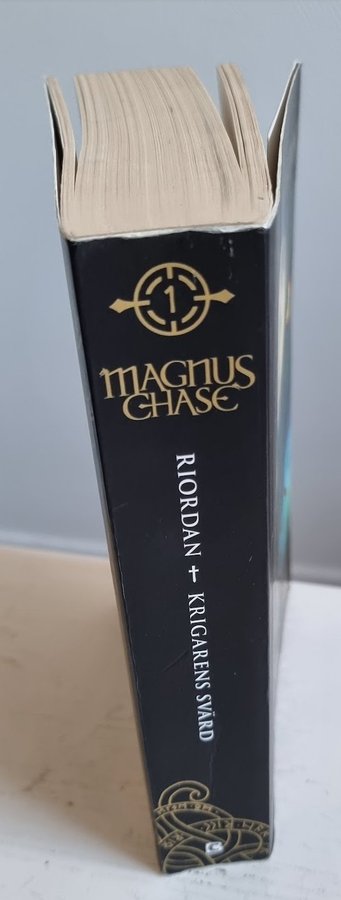 1
MAGNUS
CHASE
RIORDAN + KRIGARENS SVÄRD